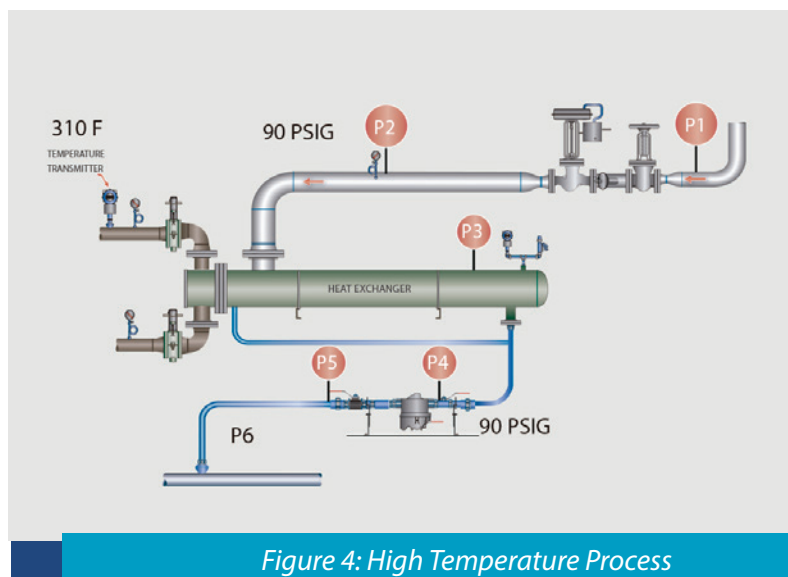 310 F
TEMPERATURE
TRANSMITTER
90 PSIG
P2
P1
P3
HEAT EXCHANGER
P5
P4
P6
90 PSIG
Figure 4: High Temperature Process